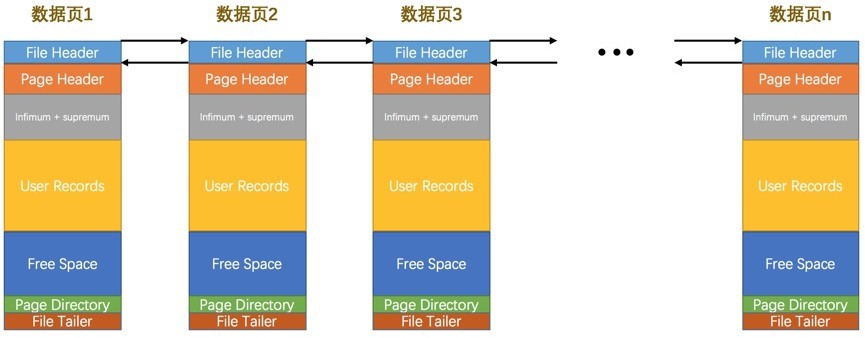 数据页1
File Header
Page Header
Infimum + supremum
User Records
Free Space
Page Directory
File Tailer
数据页2
File Header
Page Header
Infimum + supremum
User Records
Free Space
Page Directory
File Tailer
数据页3
File Header
Page Header
Infimum + supremum
User Records
Free Space
Page Directory
File Tailer
数据页n
File Header
Page Header
Infimum + supremum
User Records
Free Space
Page Directory
File Tailer